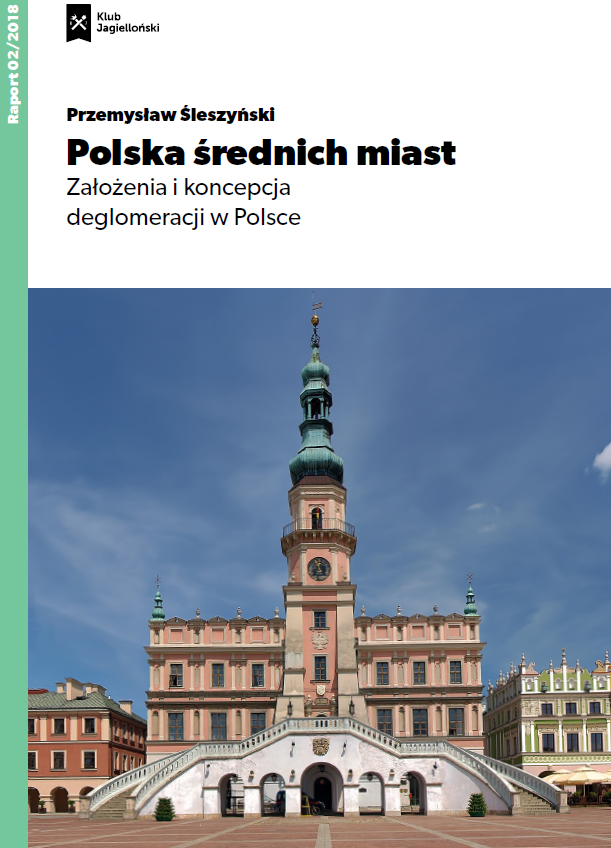 Raport 02/2018
Klub
Jagielloński
Przemysław Śleszyński
Polska średnich miast
Założenia i koncepcja
deglomeracji w Polsce